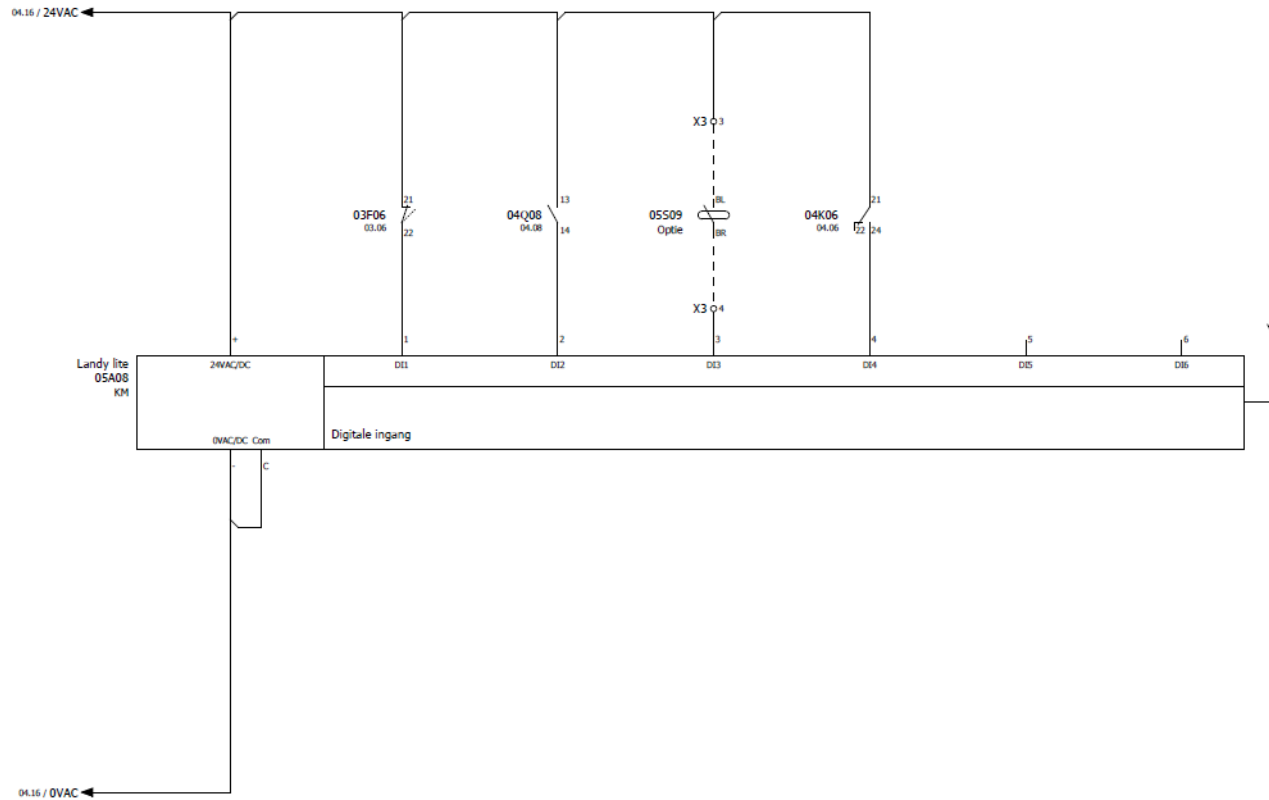 04.16 / 24VAC
X3 3
21
13
BL
21
03F06
04Q08
05S09
04K06
03.06
04.08
Optie
04.06
22
14
BR
22 24
X3 4
+
1
2
3
4
5
6
Landy lite
05A08
KM
24VAC/DC
DI1
DI2
DI3
DI4
DI5
DI6
0VAC/DC Com
Digitale ingang
-
C
04.16 / 0VAC